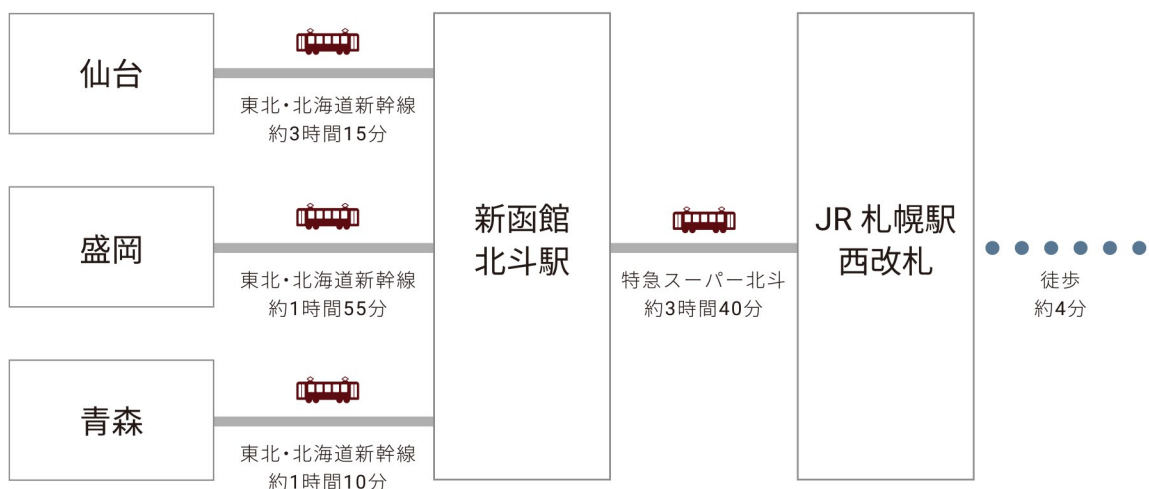 仙台
東北・北海道新幹線
約3時間15分
盛岡
東北・北海道新幹線
約1時間55分
青森
東北・北海道新幹線
約1時間10分
新函館
北斗駅
特急スーパー北斗
約3時間40分
JR 札幌駅
西改札
徒歩
約4分